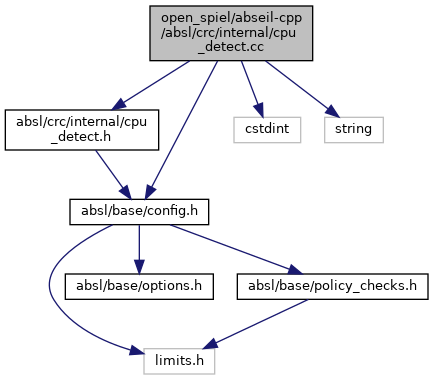 open_spiel/abseil-cpp
/absl/crc/internal/cpu
_detect.cc
absl/crc/internal/cpu
_detect.h
cstdint
string
absl/base/config.h
absl/base/options.h
absl/base/policy_checks.h
limits.h